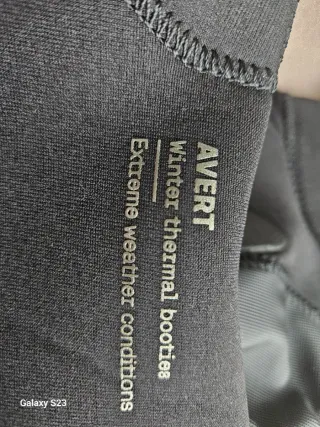 AVERT
Winter thermal booties
Extreme weather conditions
Galaxy S23